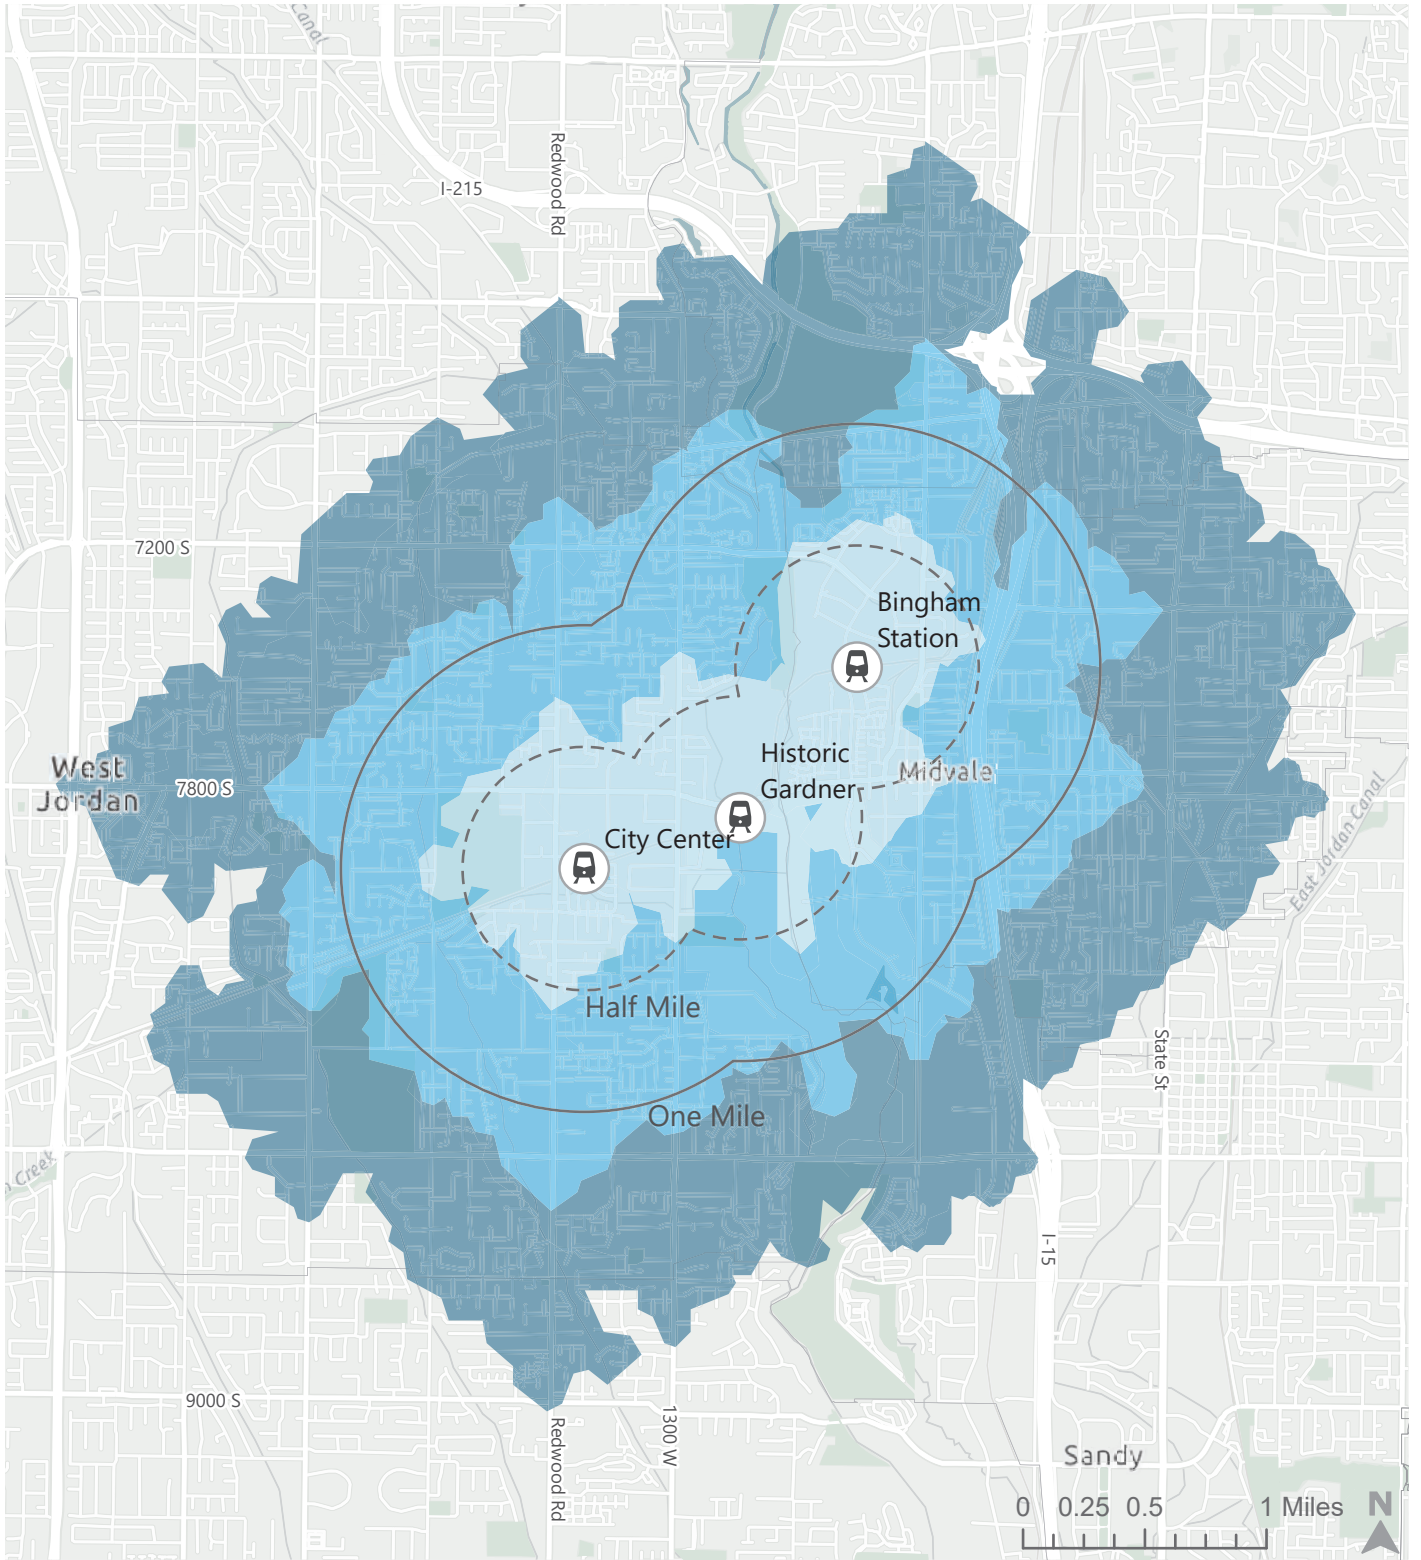 Canal
Redwood Rd
I-215
7200 S
Bingham
Station
Historic
Gardner
West
Jordan
7800 S
Midvale
City Center
East Jordan Canal
Half Mile
State St
One Mile
Creek
I-15
9000 S
Redwood Rd
1300 W
Sandy
0 0.25 0.5 1 Miles
N